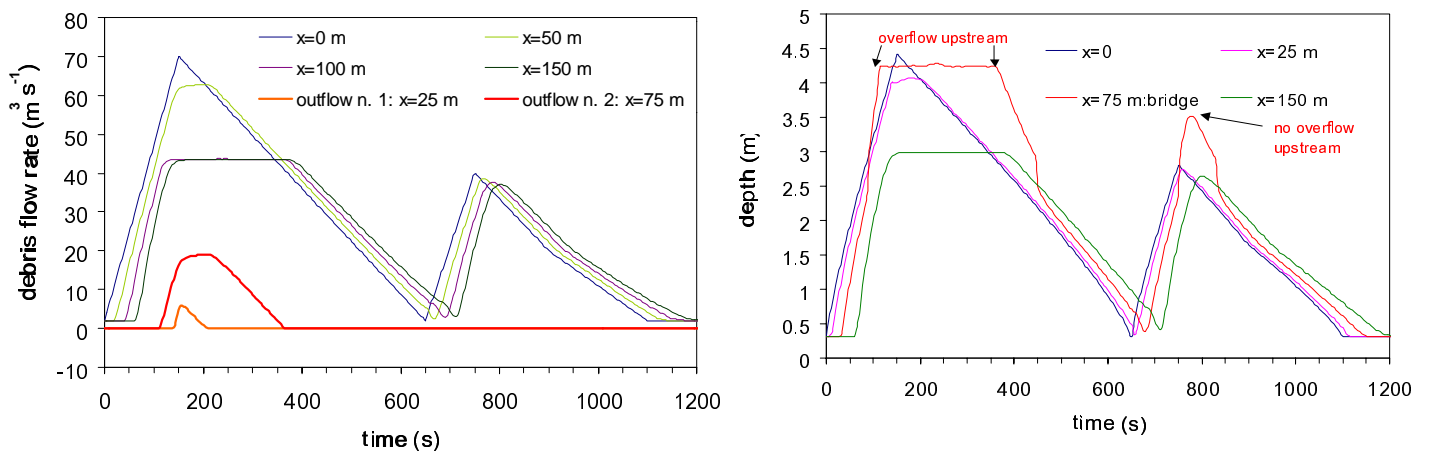 80
70
60
50
40
30
20
10
0
-10
debris flow rate (m³ s⁻¹)
x=0 m
x=50 m
x=100 m
x=150 m
outflow n. 1: x=25 m
outflow n. 2: x=75 m
0 200 400 600 800 1000 1200
time (s)
5
4.5
4
3.5
3
2.5
2
1.5
1
0.5
0
depth (m)
overflow upstream
x=0
x=25 m
x=75 m:bridge
x=150 m
no overflow
upstream
0 200 400 600 800 1000 1200
time (s)